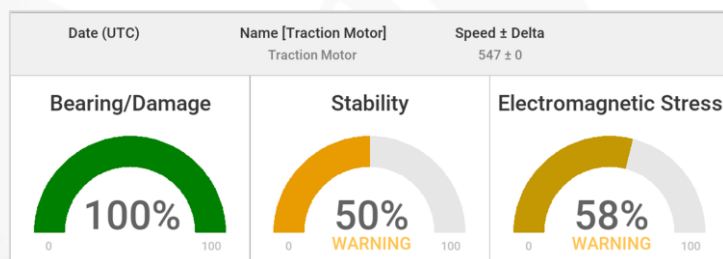 Date (UTC) Name [Traction Motor] Speed ± Delta
Traction Motor 547 ± 0
Bearing/Damage Stability Electromagnetic Stress
100% 50% 58%
0 100 0 WARNING 100 0 WARNING 100